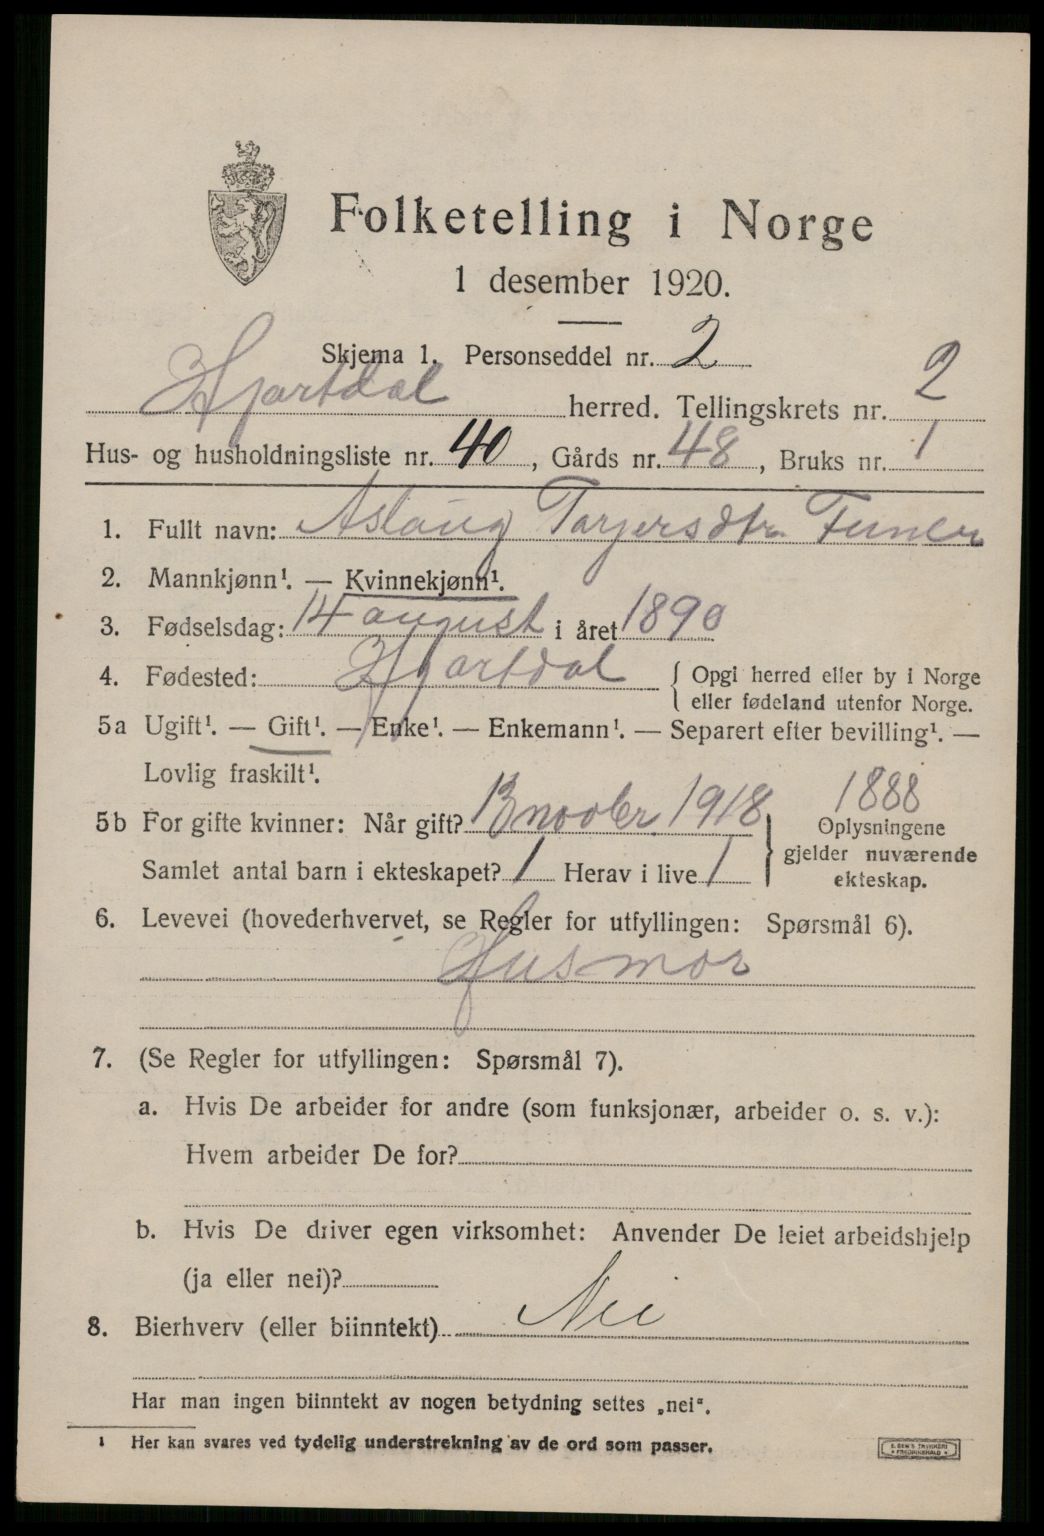 Folketelling i Norge
1 desember 1920.
Skjema 1. Personseddel nr. 2
Hjartdal herred. Tellingskrets nr. 2
Hus- og husholdningsliste nr. 40, Gårds nr. 48, Bruks nr. 1
1. Fullt navn: Aslaug Tarjersdtr.
2. Mannkjønn¹. — Kvinnekjønn¹.
3. Fødselsdag: 14 august i året 1890
4. Fødested: Hjartdal { Opgi herred eller by i Norge
eller fødeland utenfor Norge.
5a Ugift¹. — Gift¹. — Enke¹. — Enkemann¹. — Separert efter bevilling¹. —
Lovlig fraskilt¹.
1888
5b For gifte kvinner: Når gift? 13 novbr. 1918
Samlet antal barn i ekteskapet? 1 Herav i live 1
} Oplysningene
gjelder nuværende
ekteskap.
6. Levevei (hovederhvervet, se Regler for utfyllingen: Spørsmål 6).
Husmor
7. (Se Regler for utfyllingen: Spørsmål 7).
a. Hvis De arbeider for andre (som funksjonær, arbeider o. s. v.):
Hvem arbeider De for?
b. Hvis De driver egen virksomhet: Anvender De leiet arbeidshjelp
(ja eller nei)?
8. Bierhverv (eller biinntekt) Nei
Har man ingen biinntekt av nogen betydning settes „nei“.
¹ Her kan svares ved tydelig understrekning av de ord som passer.